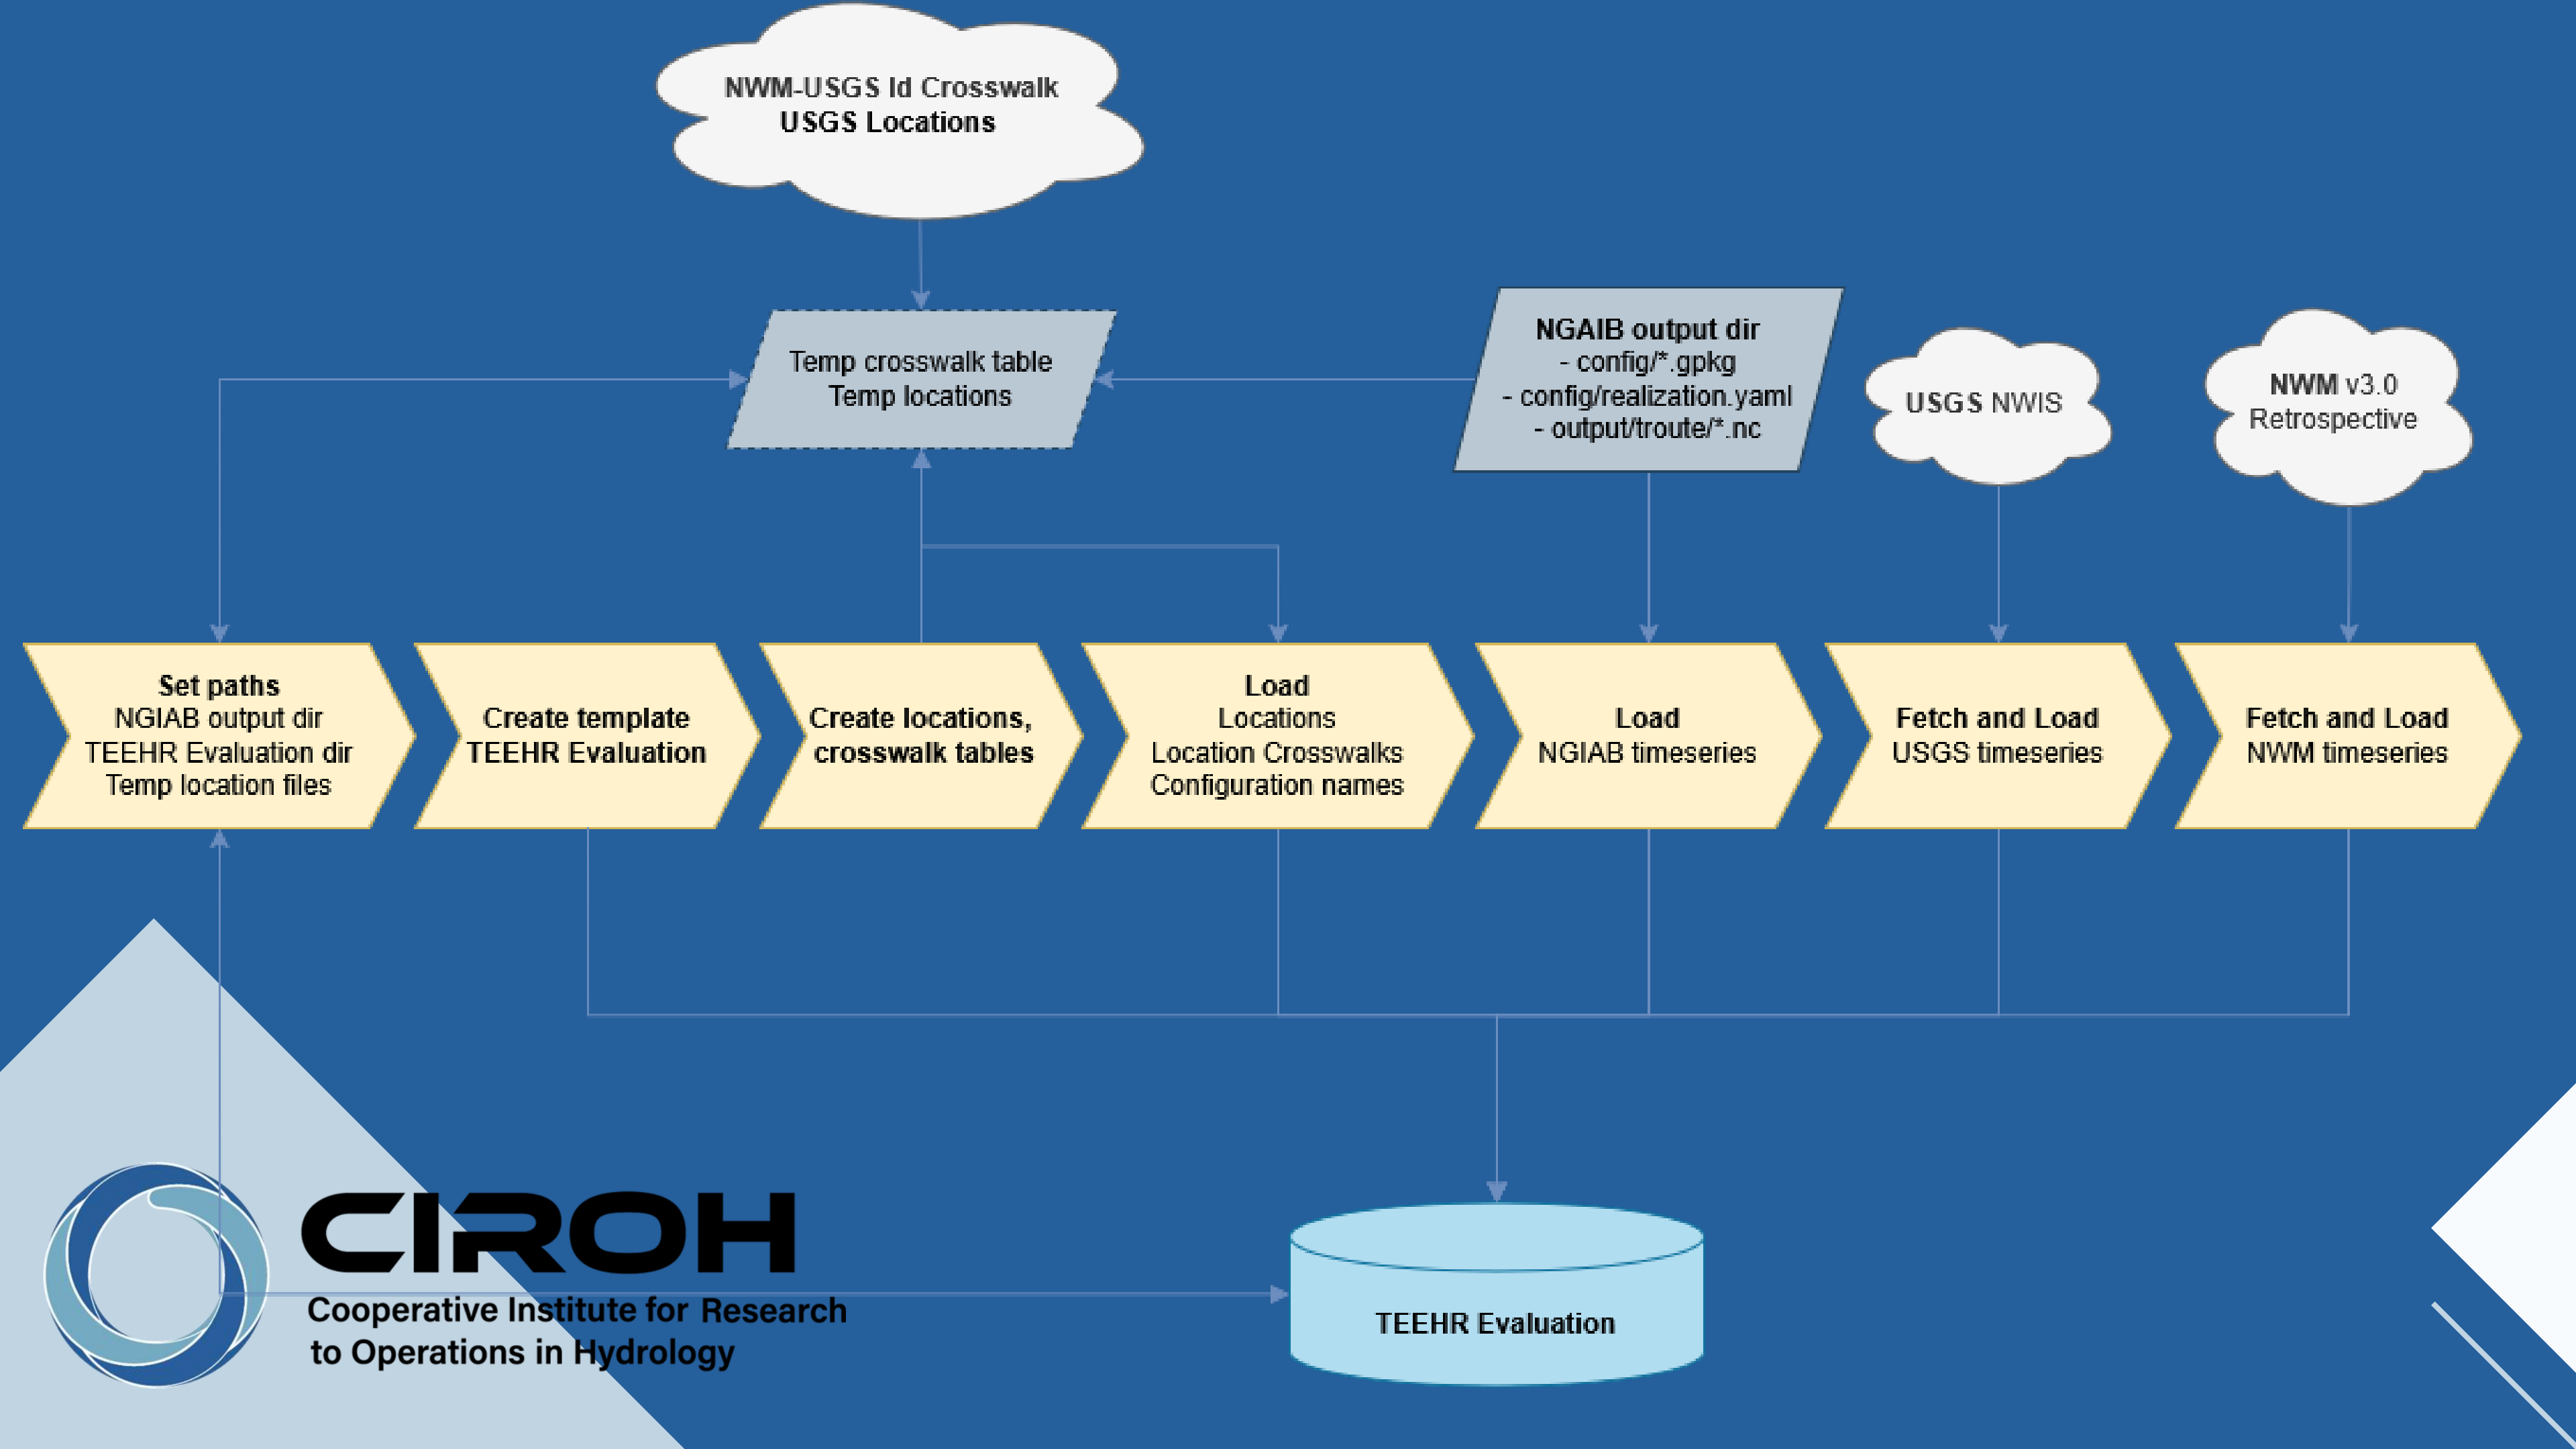 NWM-USGS Id Crosswalk
USGS Locations
Temp crosswalk table
Temp locations
NGAIB output dir
- config/*.gpkg
- config/realization.yaml
- output/troute/*.nc
USGS NWIS
NWM v3.0
Retrospective
Set paths
NGIAB output dir
TEEHR Evaluation dir
Temp location files
Create template
TEEHR Evaluation
Create locations,
crosswalk tables
Load
Locations
Location Crosswalks
Configuration names
Load
NGIAB timeseries
Fetch and Load
USGS timeseries
Fetch and Load
NWM timeseries
CIROH
Cooperative Institute for Research
to Operations in Hydrology
TEEHR Evaluation